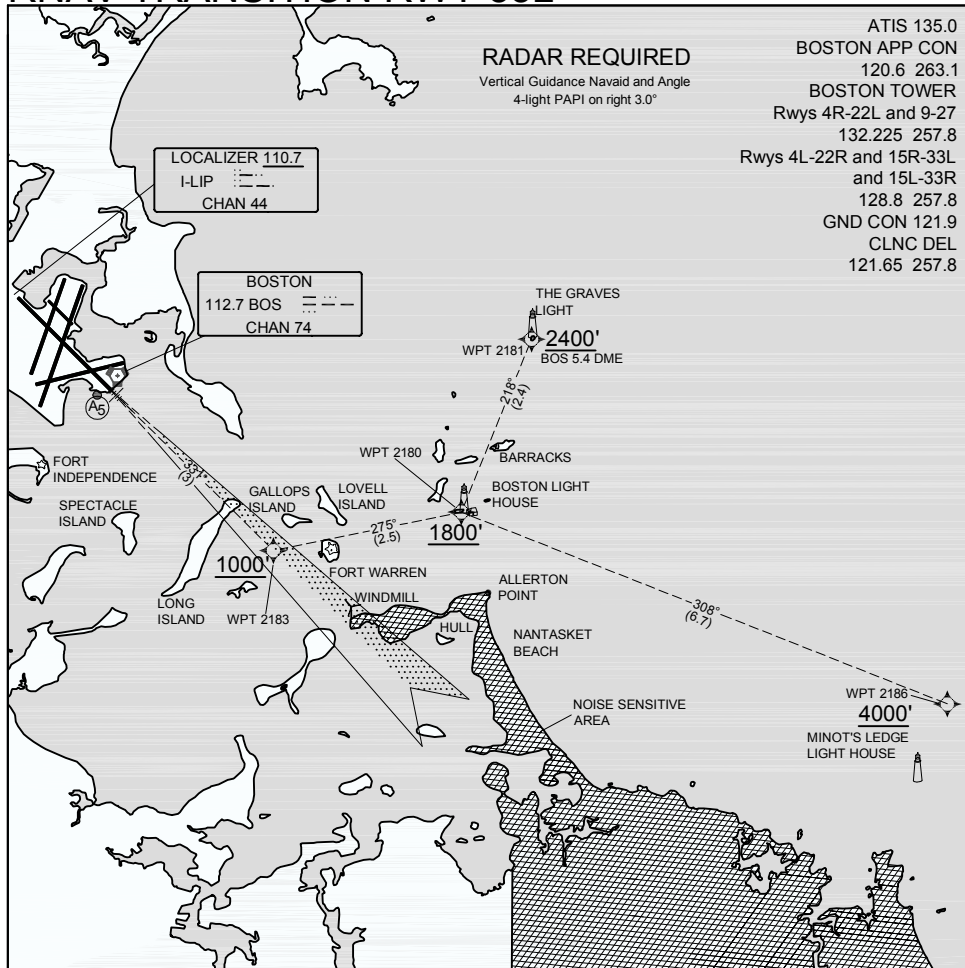 RADAR REQUIRED
Vertical Guidance Navaid and Angle
4-light PAPI on right 3.0°
ATIS 135.0
BOSTON APP CON
120.6 263.1
BOSTON TOWER
Rwys 4R-22L and 9-27
132.225 257.8
Rwys 4L-22R and 15R-33L
and 15L-33R
128.8 257.8
GND CON 121.9
CLNC DEL
121.65 257.8
LOCALIZER 110.7
I-LIP
CHAN 44
BOSTON
112.7 BOS
CHAN 74
THE GRAVES
LIGHT
WPT 2181
2400'
BOS 5.4 DME
218°
(2.4)
A5
WPT 2180
BARRACKS
FORT
INDEPENDENCE
331°
(3)
BOSTON LIGHT
HOUSE
SPECTACLE
ISLAND
GALLOPS
ISLAND
LOVELL
ISLAND
275°
(2.5)
1800'
1000'
FORT WARREN
LONG
ISLAND
WPT 2183
WINDMILL
ALLERTON
POINT
308°
(6.7)
HULL
NANTASKET
BEACH
NOISE SENSITIVE
AREA
WPT 2186
4000'
MINOT'S LEDGE
LIGHT HOUSE